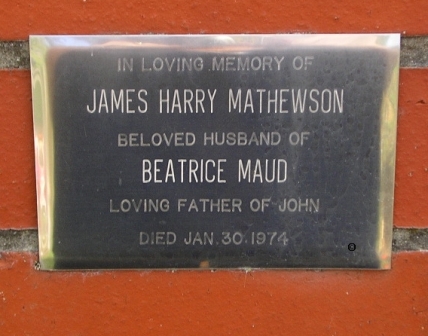 IN LOVING MEMORY OF
JAMES HARRY MATHEWSON
BELOVED HUSBAND OF
BEATRICE MAUD
LOVING FATHER OF JOHN
DIED JAN. 30. 1974